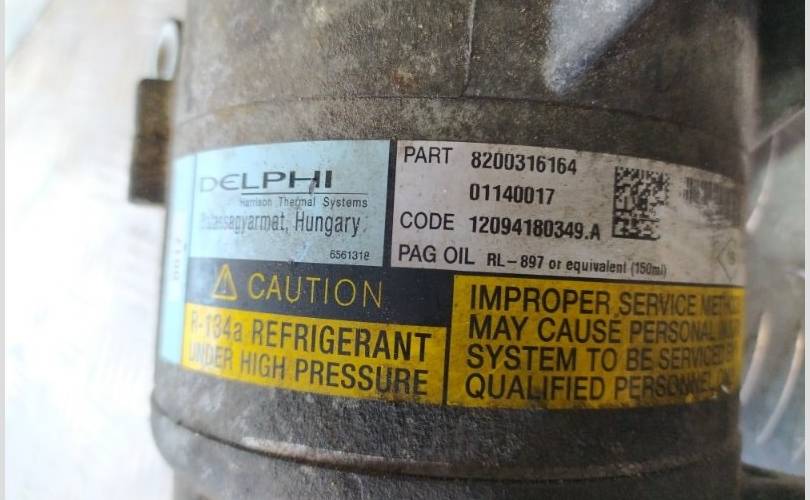 DELPHI
Harrison Thermal Systems
Balassagyarmat, Hungary
6561318
PART 8200316164
01140017
CODE 12094180349.A
PAG OIL RL-897 or equivalent (150ml)
CAUTION
R-134a REFRIGERANT
UNDER HIGH PRESSURE
IMPROPER SERVICE
MAY CAUSE PERSONAL
SYSTEM TO BE SERVICED
QUALIFIED PERSONNEL